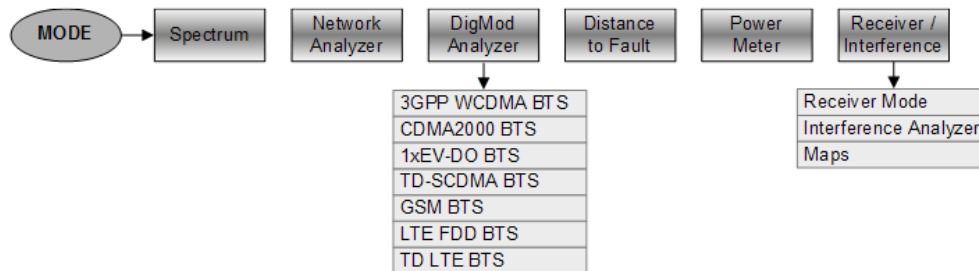 MODE
Spectrum
Network
Analyzer
DigMod
Analyzer
Distance
to Fault
Power
Meter
Receiver /
Interference
3GPP WCDMA BTS
CDMA2000 BTS
1xEV-DO BTS
TD-SCDMA BTS
GSM BTS
LTE FDD BTS
TD LTE BTS
Receiver Mode
Interference Analyzer
Maps